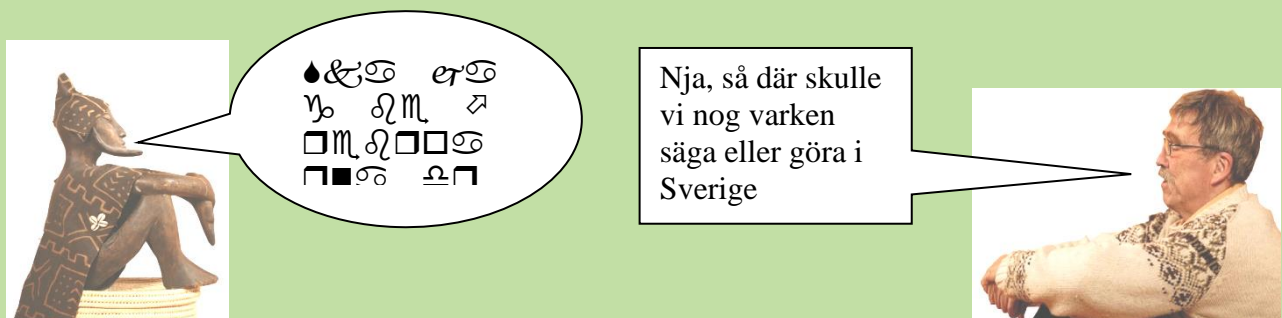 💧🙵♋ 🙰♋
♑ ♌♏ ⬀
❒♏♌❒□♋
❒■♋ ♎❒
Nja, så där skulle
vi nog varken
säga eller göra i
Sverige